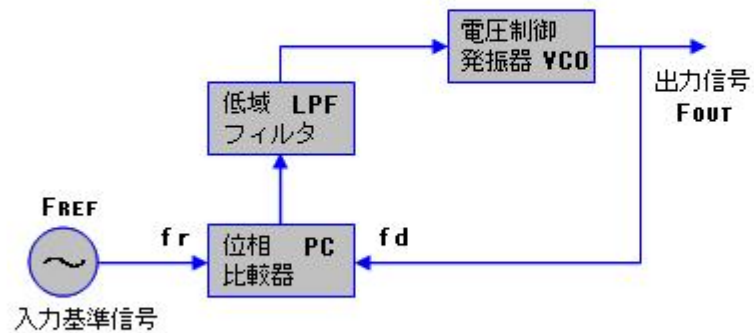 電圧制御
発振器 VCO
出力信号
FOUT
低域 LPF
フィルタ
FREF
fr
位相 PC
比較器
fd
入力基準信号